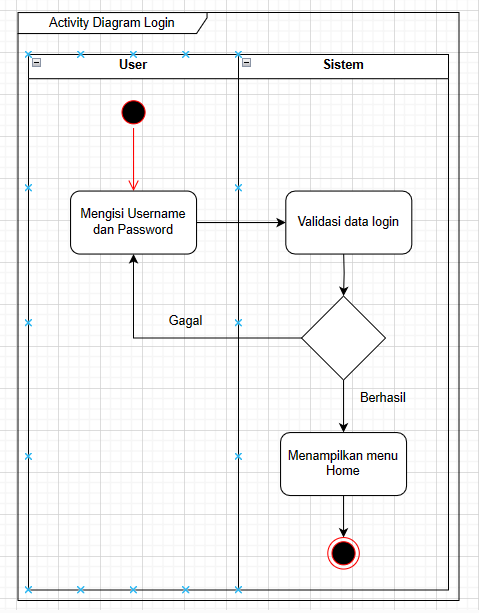 Activity Diagram Login
User
Sistem
Mengisi Username
dan Password
Validasi data login
Gagal
Berhasil
Menampilkan menu
Home